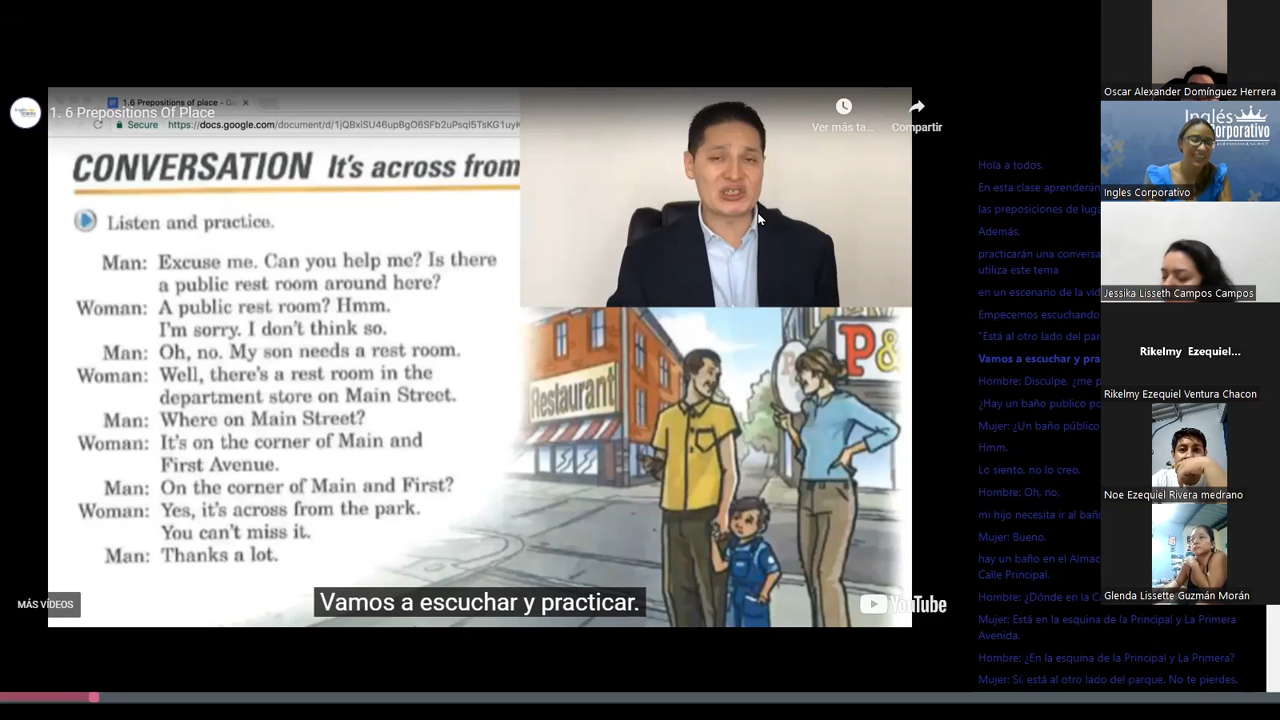 1.6 Prepositions of place - Go
1. 6 Prepositions Of Place
Secure
https://docs.google.com/document/d/1jQBxiSU46upBgO6SFb2uPsqI5TsKG1uyK
Ver más ta...
Compartir
CONVERSATION It's across from
Listen and practice.
Man: Excuse me. Can you help me? Is there
a public rest room around here?
Woman: A public rest room? Hmm.
I'm sorry. I don't think so.
Man: Oh, no. My son needs a rest room.
Woman: Well, there's a rest room in the
department store on Main Street.
Man: Where on Main Street?
Woman: It's on the corner of Main and
First Avenue.
Man: On the corner of Main and First?
Woman: Yes, it's across from the park.
You can't miss it.
Man: Thanks a lot.
Restaurant
P&
Vamos a escuchar y practicar.
MÁS VÍDEOS
YouTube
Hola a todos.
En esta clase aprenderán
las preposiciones de luga
Además,
practicarán una conversa
utiliza este tema
en un escenario de la vid
Empecemos escuchando
"Está al otro lado del par
Vamos a escuchar y pra
Hombre: Disculpe, ¿me p
¿Hay un baño publico po
Mujer: ¿Un baño público
Hmm,
Lo siento, no lo creo.
Hombre: Oh, no,
mi hijo necesita ir al baño
Mujer: Bueno,
hay un baño en el Almac
Calle Principal.
Hombre: ¿Dónde en la Ca
Mujer: Está en la esquina de la Principal y La Primera
Avenida.
Hombre: ¿En la esquina de la Principal y La Primera?
Mujer: Sí, está al otro lado del parque. No te pierdes.
Oscar Alexander Domínguez Herrera
Inglés
Corporativo
Ingles Corporativo
Jessika Lisseth Campos Campos
Rikelmy Ezequiel...
Rikelmy Ezequiel Ventura Chacon
Noe Ezequiel Rivera medrano
Glenda Lissette Guzmán Morán